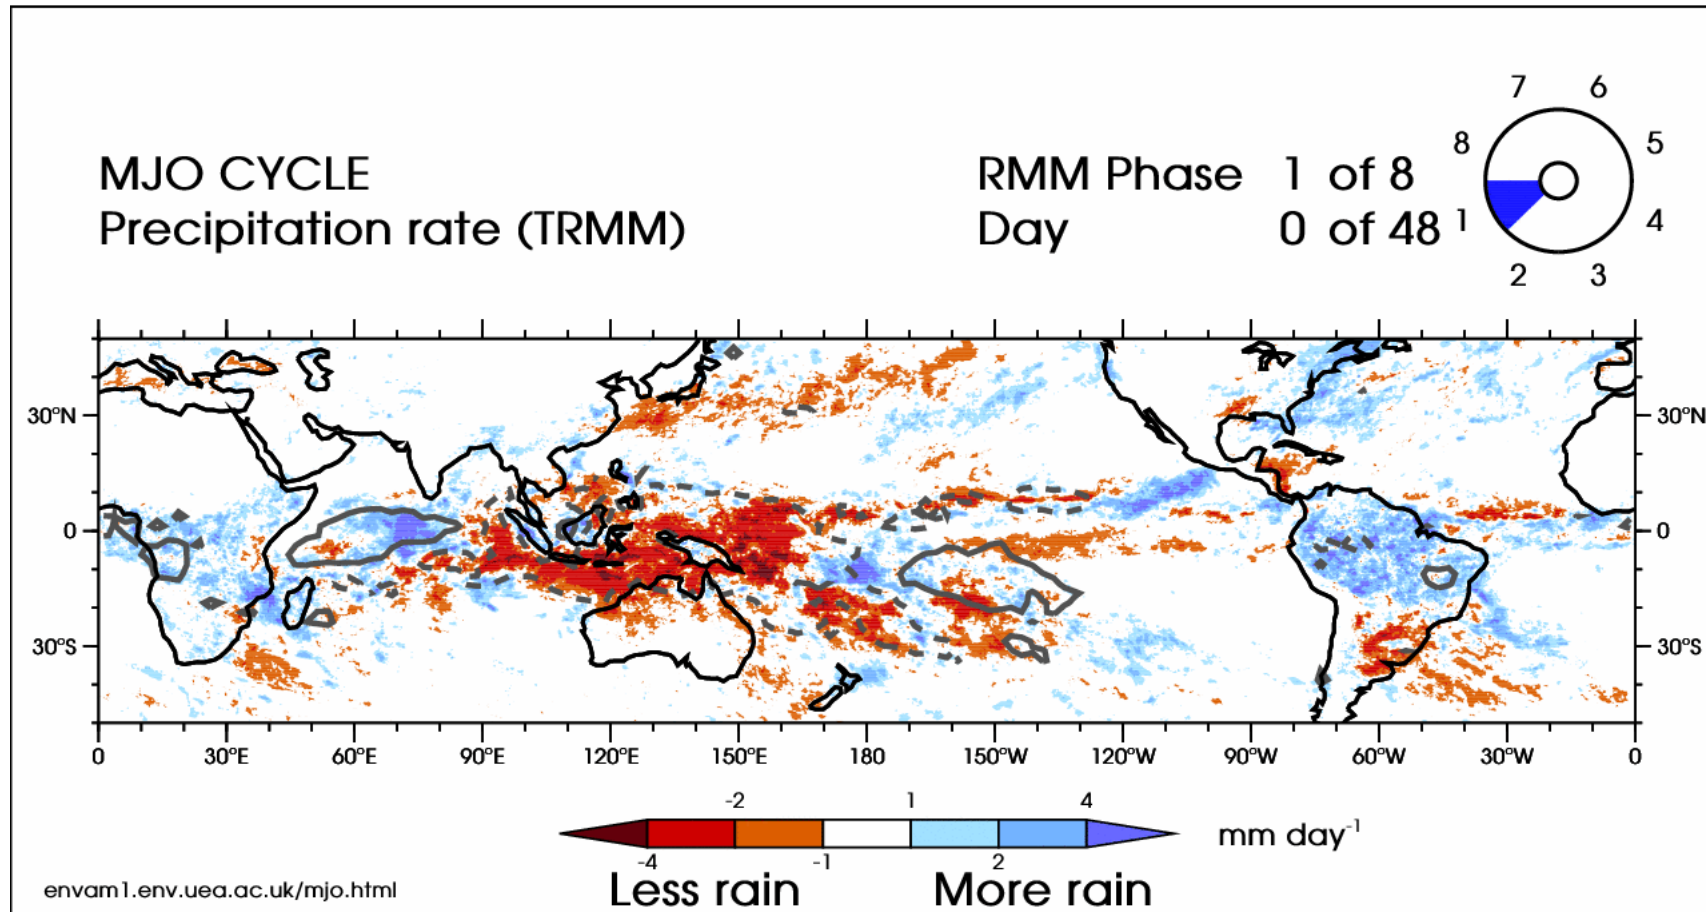 7 6
MJO CYCLE RMM Phase 1 of 8 8 5
Precipitation rate (TRMM) Day 0 of 48 1 4
2 3
30°N 30°N
0 0
30°S 30°S
0 30°E 60°E 90°E 120°E 150°E 180 150°W 120°W 90°W 60°W 30°W 0
-2 1 4
mm day-1
-4 -1 2
envam1.env.uea.ac.uk/mjo.html Less rain More rain